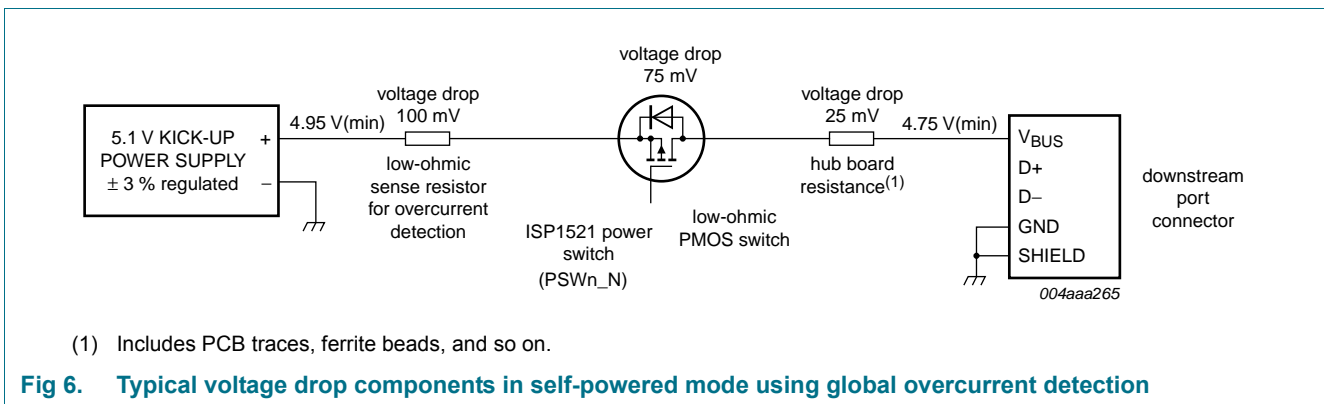 5.1 V KICK-UP
POWER SUPPLY
± 3 % regulated
+
−
4.95 V(min)
voltage drop
100 mV
low-ohmic
sense resistor
for overcurrent
detection
voltage drop
75 mV
ISP1521 power
switch
(PSWn_N)
low-ohmic
PMOS switch
voltage drop
25 mV
hub board
resistance(1)
4.75 V(min)
VBUS
D+
D−
GND
SHIELD
downstream
port
connector
004aaa265
(1) Includes PCB traces, ferrite beads, and so on.
Fig 6. Typical voltage drop components in self-powered mode using global overcurrent detection